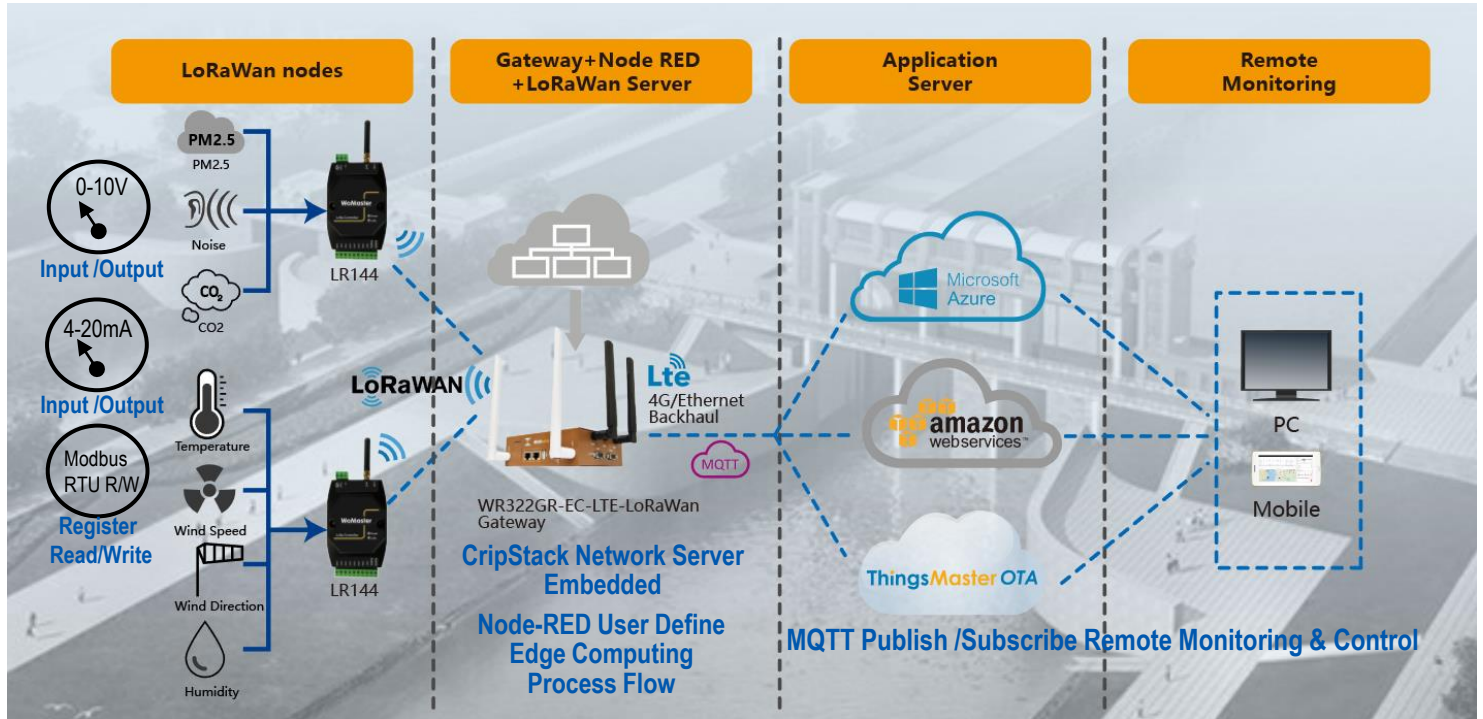 LoRaWan nodes
Gateway+Node RED
+LoRaWan Server
Application
Server
Remote
Monitoring
PM2.5
PM2.5
0-10V
Input /Output
Noise
CO2
CO2
4-20mA
Input /Output
Temperature
Modbus
RTU R/W
Register
Read/Write
Wind Speed
Wind Direction
Humidity
WoMaster
LR144
WoMaster
LR144
LoRaWAN
Lte
4G/Ethernet
Backhaul
MQTT
WR322GR-EC-LTE-LoRaWan
Gateway
CripStack Network Server
Embedded
Node-RED User Define
Edge Computing
Process Flow
Microsoft
Azure
amazon
webservices™
ThingsMaster OTA
MQTT Publish /Subscribe Remote Monitoring & Control
PC
Mobile